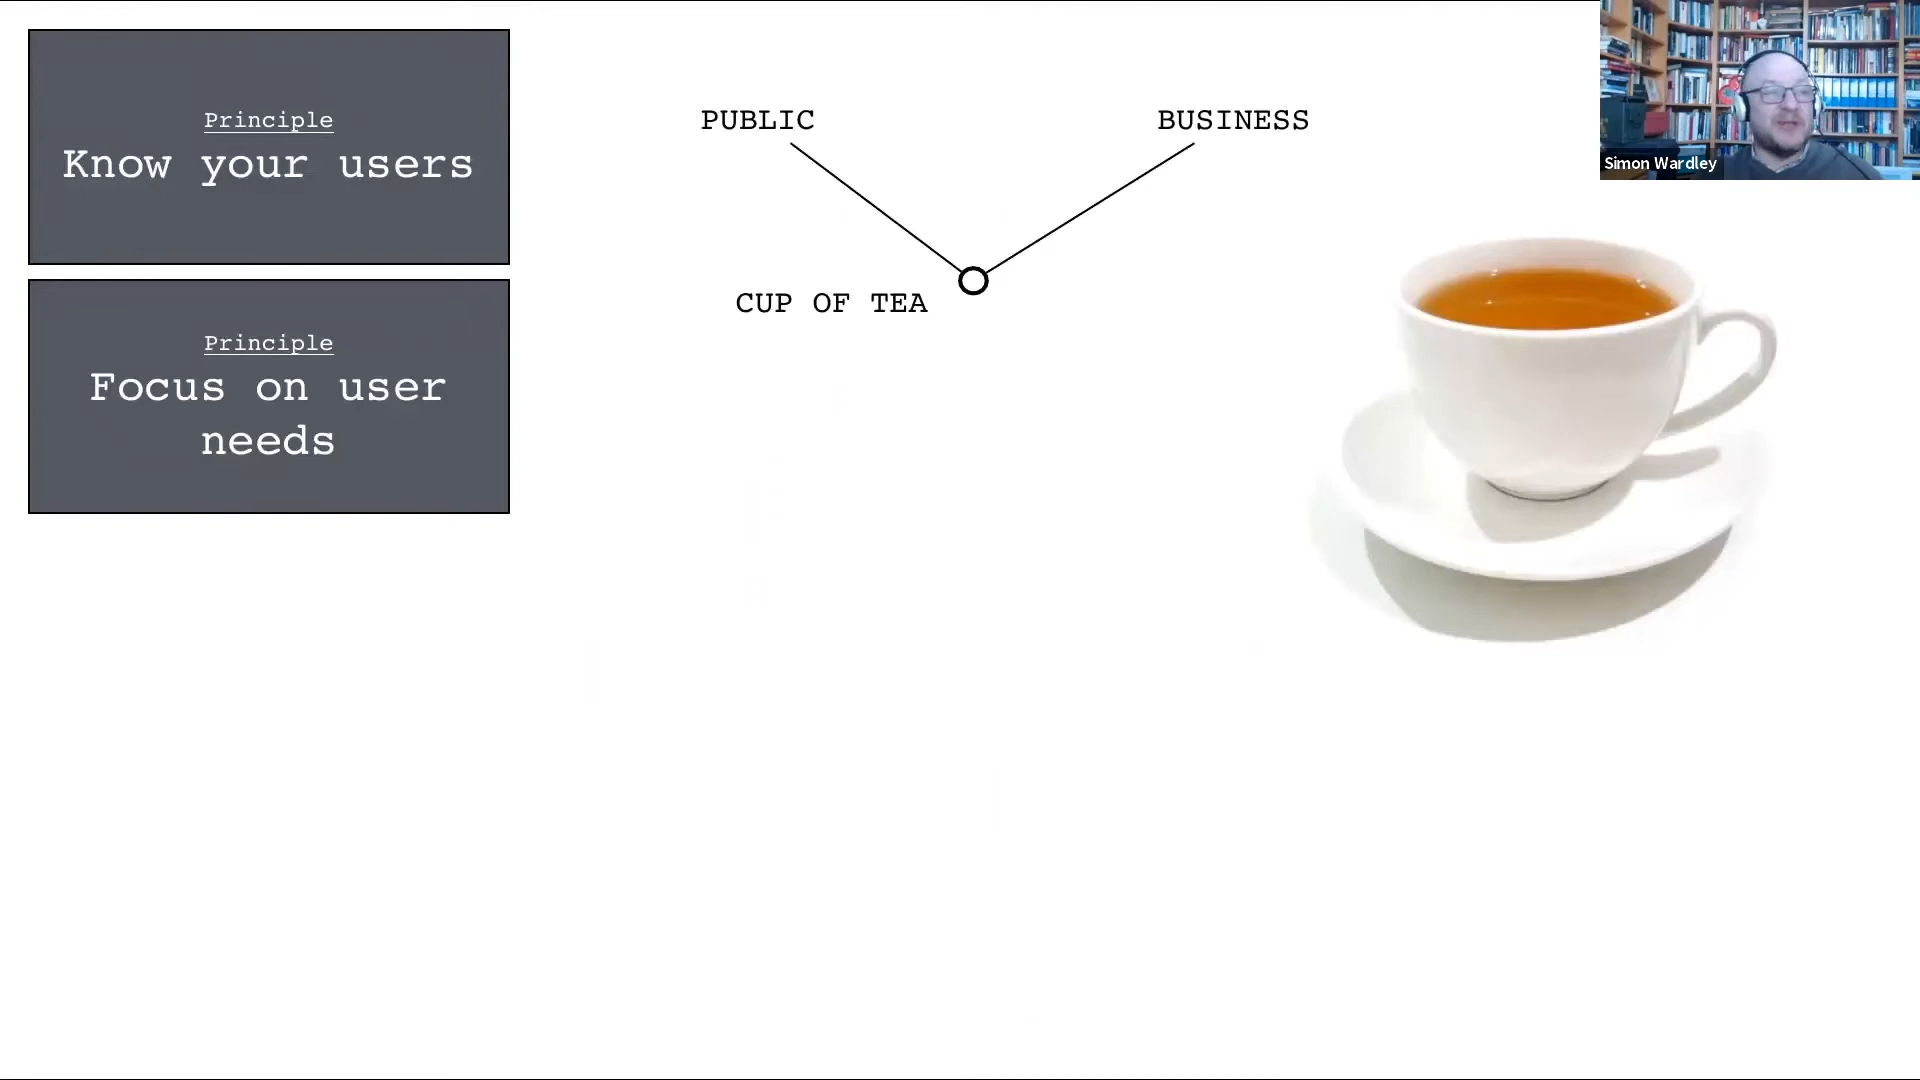 Principle
Know your users
Principle
Focus on user
needs
PUBLIC
BUSINESS
CUP OF TEA
Simon Wardley